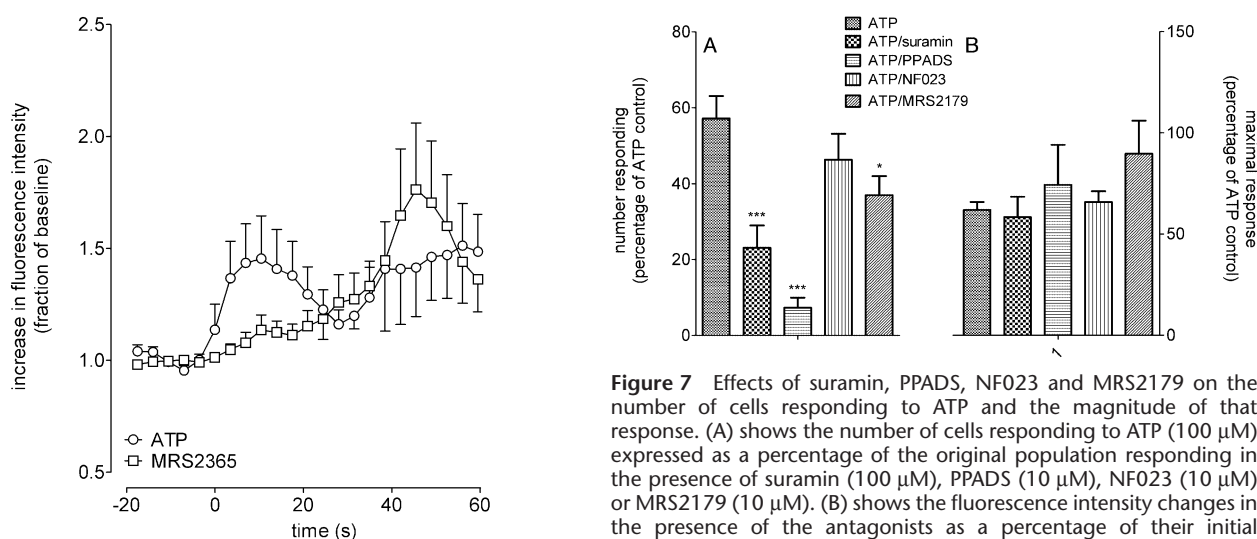 2.5
2.0
1.5
1.0
0.5
increase in fluorescence intensity
(fraction of baseline)
ATP
MRS2365
-20 0 20 40 60
time (s)
ATP
ATP/suramin
ATP/PPADS
ATP/NF023
ATP/MRS2179
A
80
60
40
20
0
number responding
(percentage of ATP control)
***
***
*
B
150
100
50
0
maximal response
(percentage of ATP control)
1
Figure 7 Effects of suramin, PPADS, NF023 and MRS2179 on the
number of cells responding to ATP and the magnitude of that
response. (A) shows the number of cells responding to ATP (100 μM)
expressed as a percentage of the original population responding in
the presence of suramin (100 μM), PPADS (10 μM), NF023 (10 μM)
or MRS2179 (10 μM). (B) shows the fluorescence intensity changes in
the presence of the antagonists as a percentage of their initial